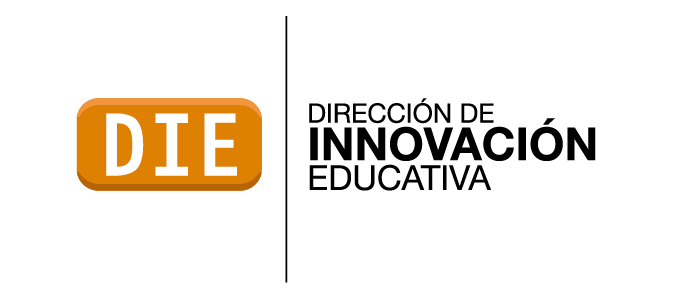 DIE
DIRECCIÓN DE
INNOVACIÓN
EDUCATIVA